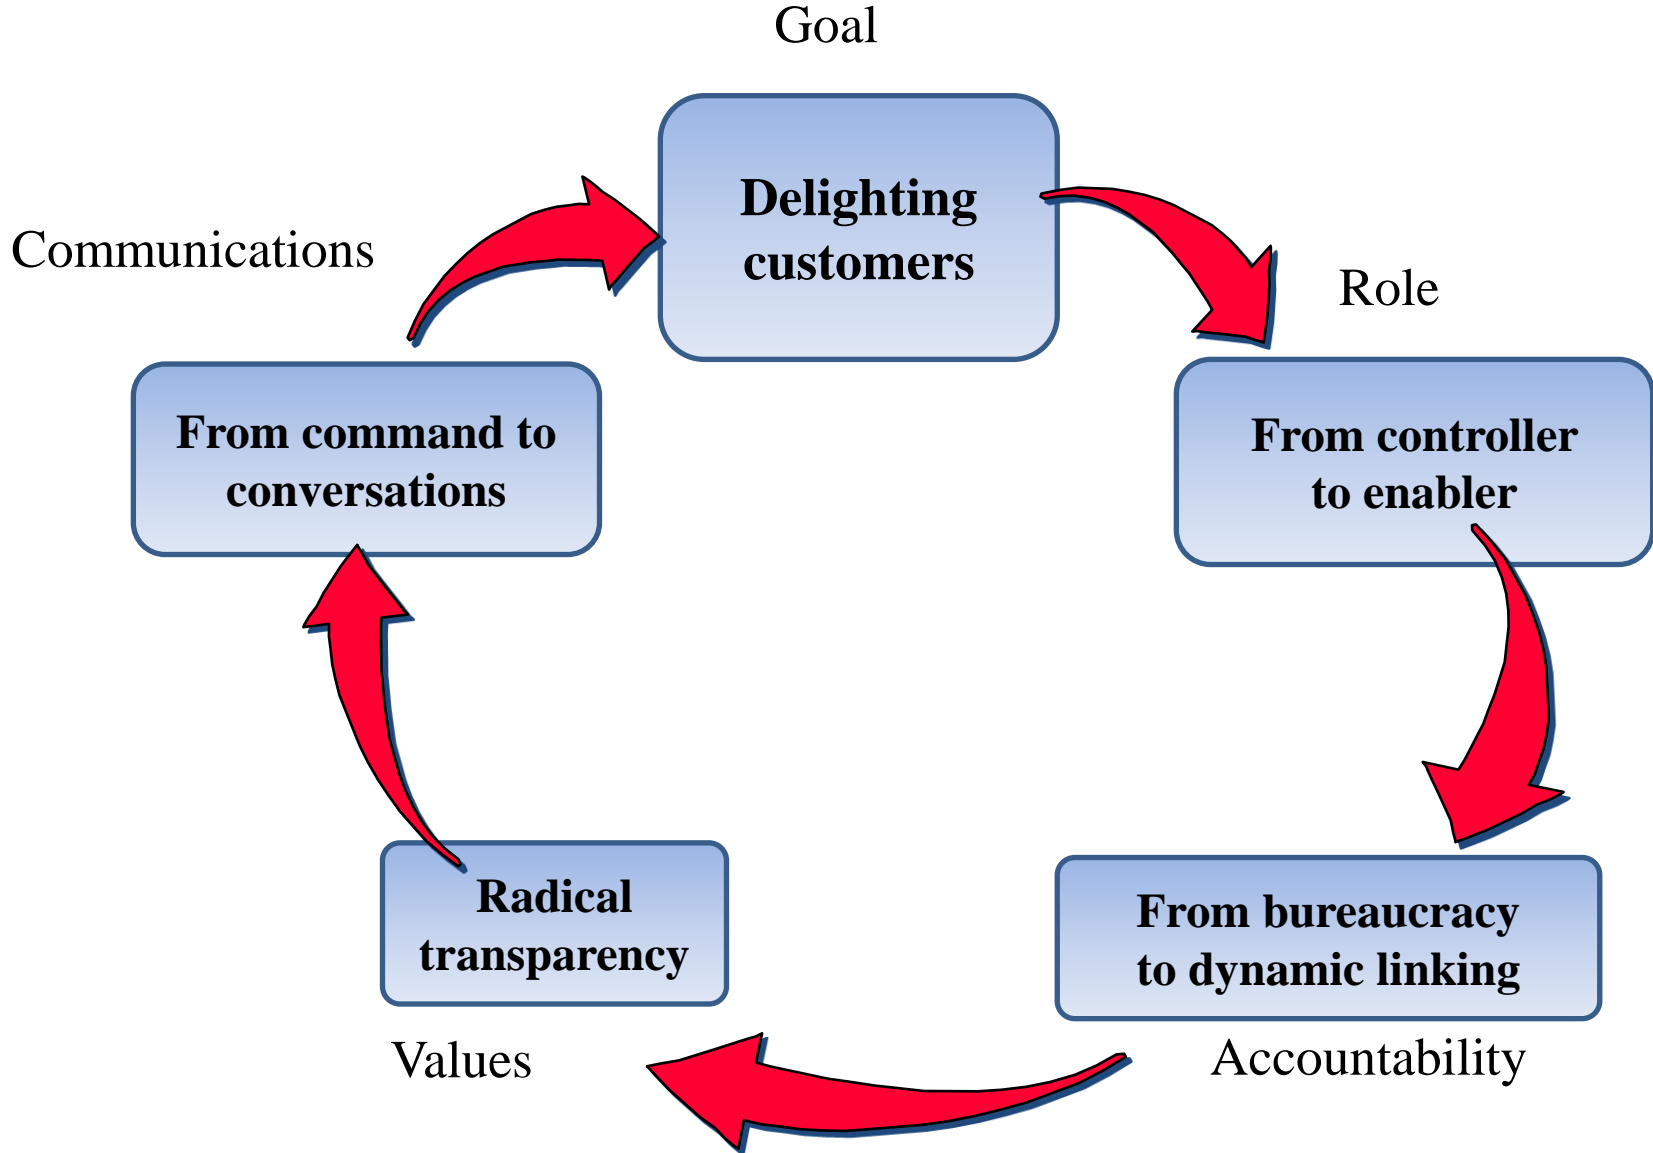 Goal
Delighting
customers
Role
From controller
to enabler
From bureaucracy
to dynamic linking
Accountability
Radical
transparency
Values
From command to
conversations
Communications